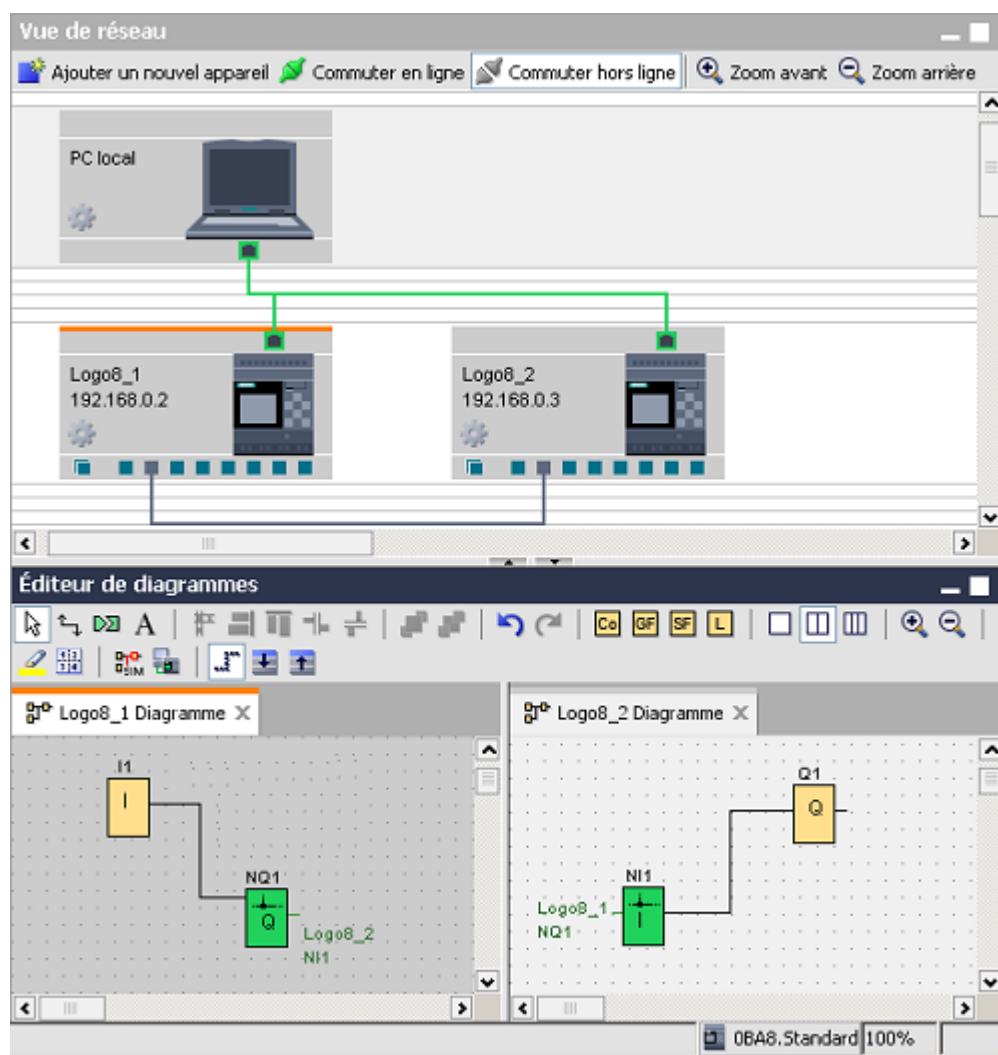 Vue de réseau
Ajouter un nouvel appareil Commuter en ligne Commuter hors ligne Zoom avant Zoom arrière
PC local
Logo8_1
192.168.0.2
Logo8_2
192.168.0.3
Éditeur de diagrammes
A Co GF SF L
SIM
Logo8_1 Diagramme
I1
I
NQ1
Q
Logo8_2
NI1
Logo8_2 Diagramme
Q1
Q
NI1
Logo8_1
NQ1
I
0BA8.Standard 100%